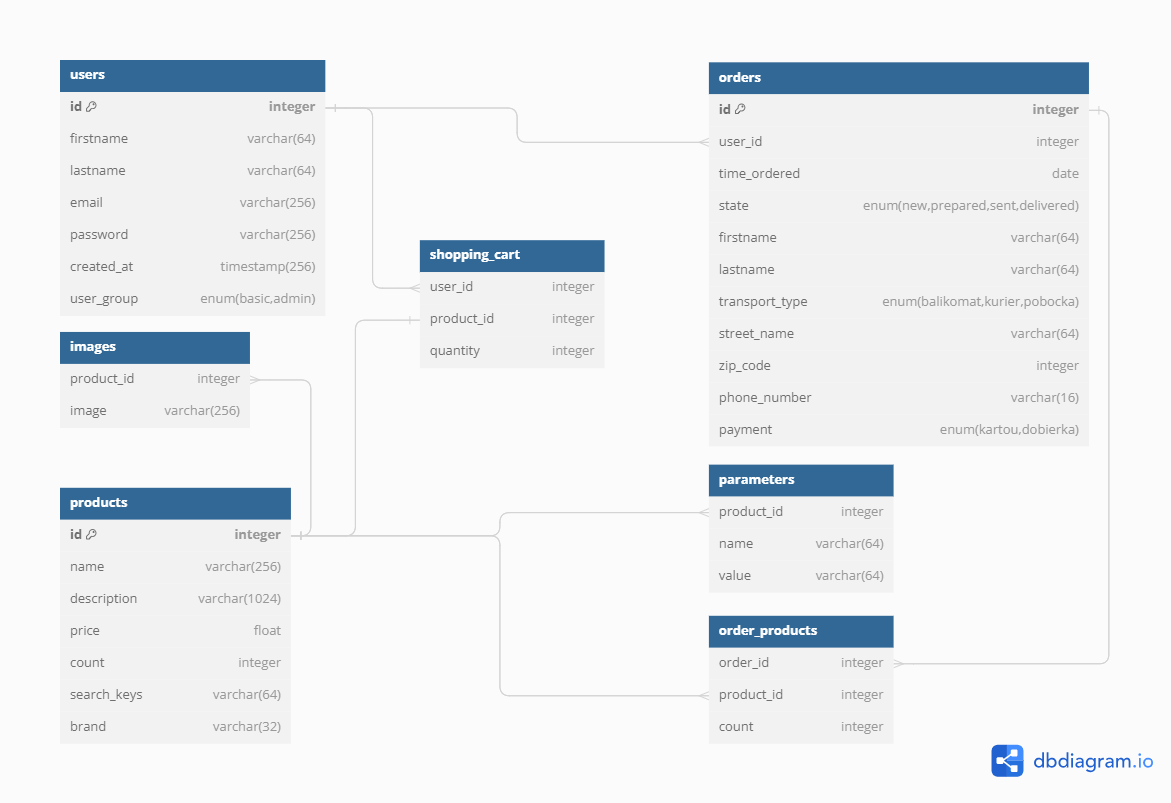 users
id integer
firstname varchar(64)
lastname varchar(64)
email varchar(256)
password varchar(256)
created_at timestamp(256)
user_group enum(basic,admin)
images
product_id integer
image varchar(256)
products
id integer
name varchar(256)
description varchar(1024)
price float
count integer
search_keys varchar(64)
brand varchar(32)
shopping_cart
user_id integer
product_id integer
quantity integer
orders
id integer
user_id integer
time_ordered date
state enum(new,prepared,sent,delivered)
firstname varchar(64)
lastname varchar(64)
transport_type enum(balikomat,kurier,pobocka)
street_name varchar(64)
zip_code integer
phone_number varchar(16)
payment enum(kartou,dobierka)
parameters
product_id integer
name varchar(64)
value varchar(64)
order_products
order_id integer
product_id integer
count integer
dbdiagram.io